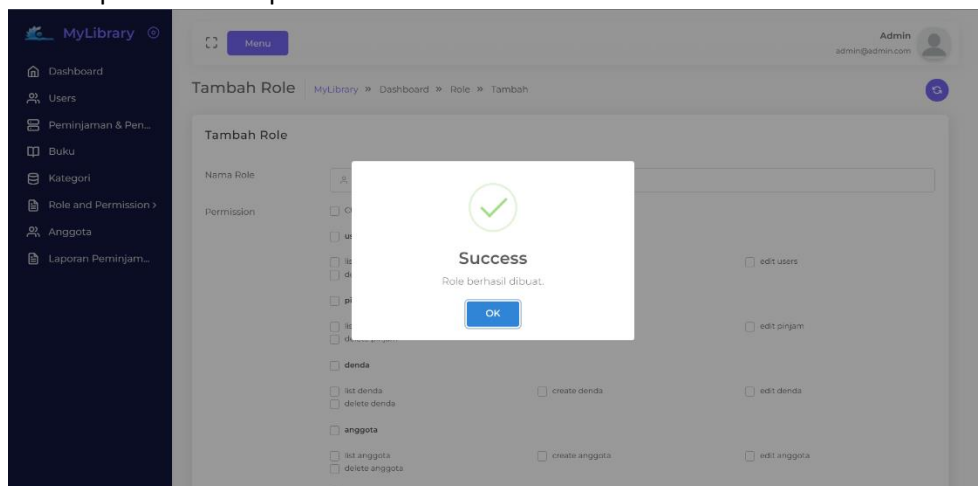 MyLibrary
Menu
Admin
admin@admin.com
Dashboard
Users
Peminjaman & Pen...
Buku
Kategori
Role and Permission >
Anggota
Laporan Peminjam...
Tambah Role
MyLibrary » Dashboard » Role » Tambah
Tambah Role
Nama Role
Permission
Success
Role berhasil dibuat.
OK
edit users
edit pinjam
denda
list denda create denda edit denda
delete denda
anggota
list anggota create anggota edit anggota
delete anggota